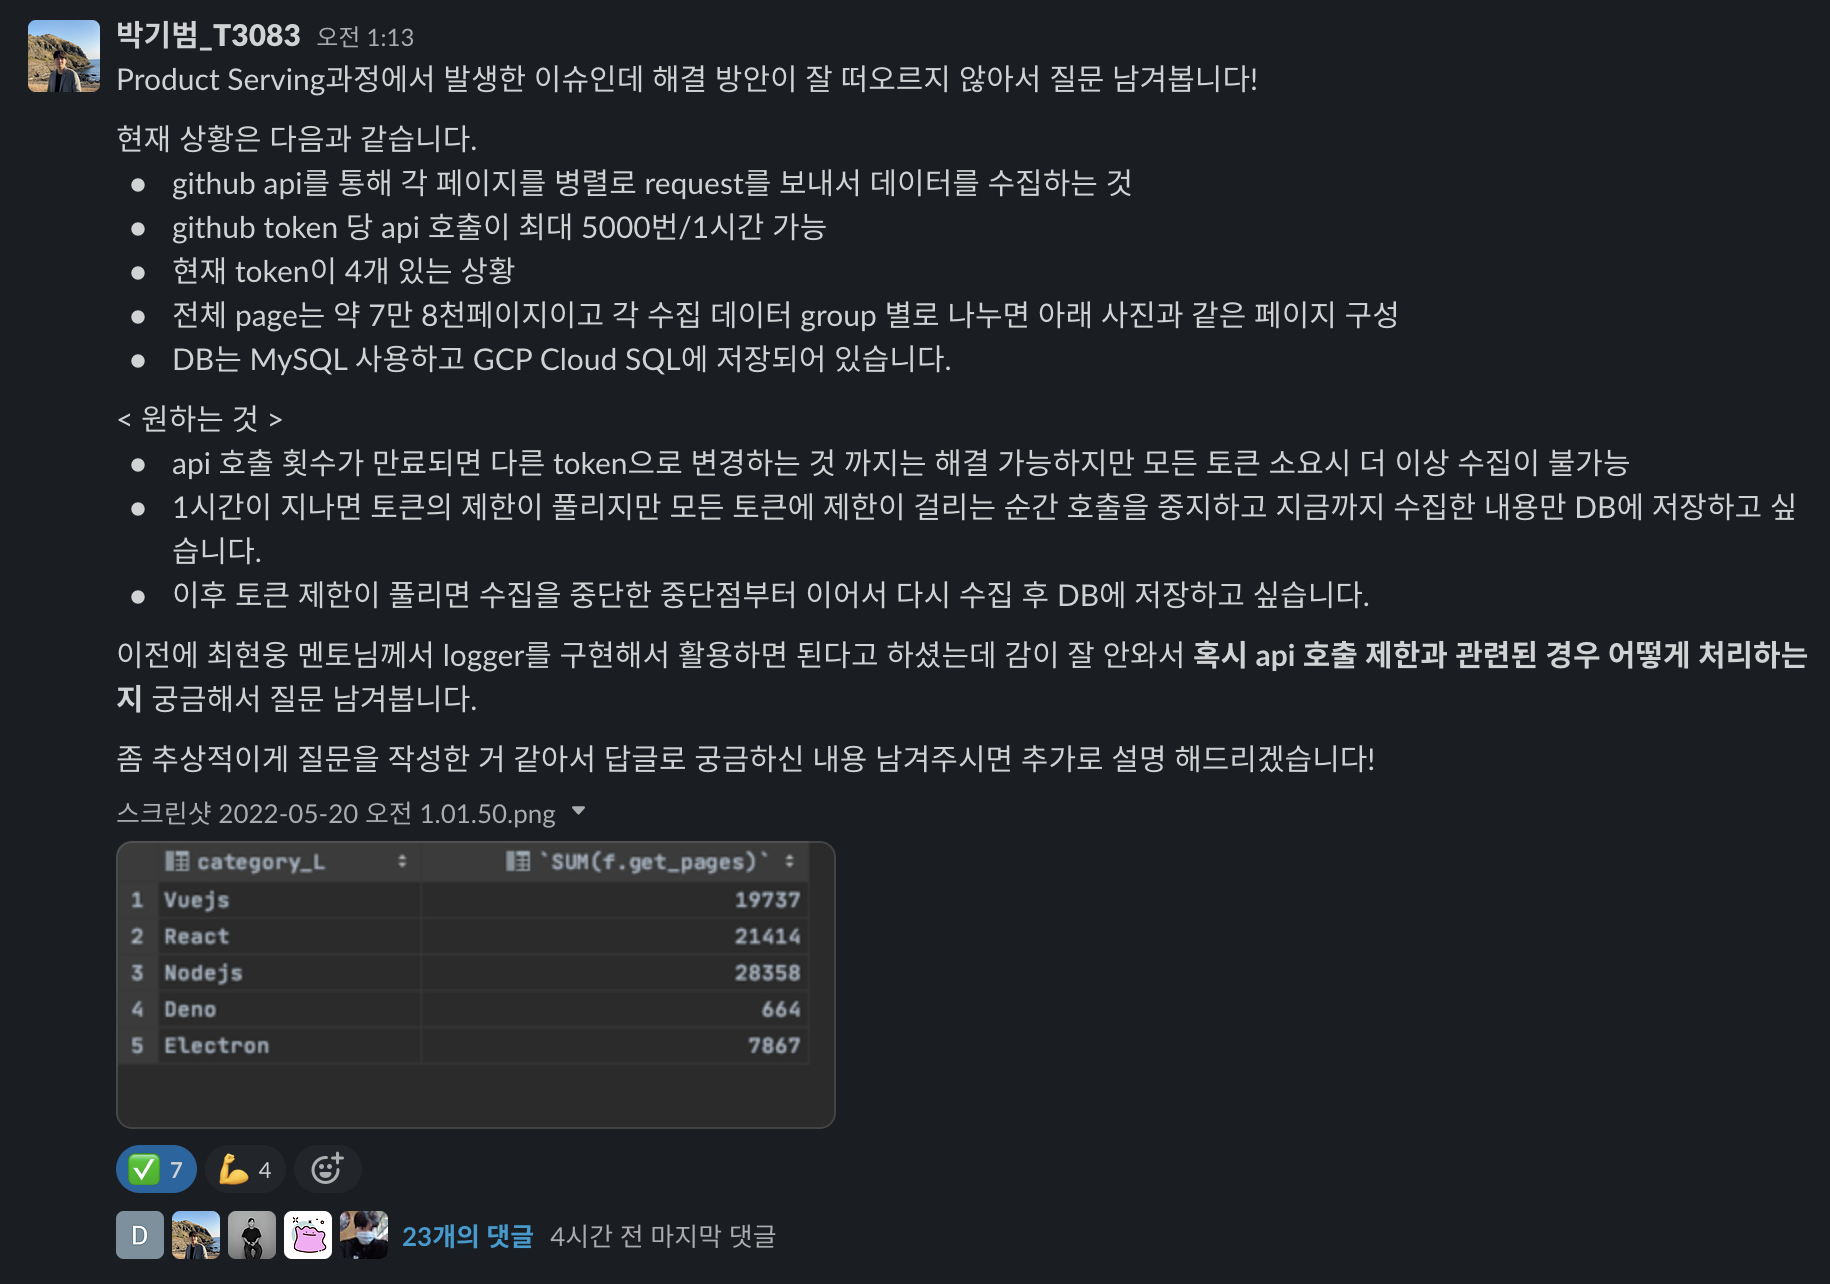 박기범_T3083 오전 1:13
Product Serving과정에서 발생한 이슈인데 해결 방안이 잘 떠오르지 않아서 질문 남겨봅니다!
현재 상황은 다음과 같습니다.
● github api를 통해 각 페이지를 병렬로 request를 보내서 데이터를 수집하는 것
● github token 당 api 호출이 최대 5000번/1시간 가능
● 현재 token이 4개 있는 상황
● 전체 page는 약 7만 8천페이지이고 각 수집 데이터 group 별로 나누면 아래 사진과 같은 페이지 구성
● DB는 MySQL 사용하고 GCP Cloud SQL에 저장되어 있습니다.
< 원하는 것 >
● api 호출 횟수가 만료되면 다른 token으로 변경하는 것 까지는 해결 가능하지만 모든 토큰 소요시 더 이상 수집이 불가능
● 1시간이 지나면 토큰의 제한이 풀리지만 모든 토큰에 제한이 걸리는 순간 호출을 중지하고 지금까지 수집한 내용만 DB에 저장하고 싶
습니다.
● 이후 토큰 제한이 풀리면 수집을 중단한 중단점부터 이어서 다시 수집 후 DB에 저장하고 싶습니다.
이전에 최현웅 멘토님께서 logger를 구현해서 활용하면 된다고 하셨는데 감이 잘 안와서 혹시 api 호출 제한과 관련된 경우 어떻게 처리하는
지 궁금해서 질문 남겨봅니다.
좀 추상적이게 질문을 작성한 거 같아서 답글로 궁금하신 내용 남겨주시면 추가로 설명 해드리겠습니다!
스크린샷 2022-05-20 오전 1.01.50.png
category_L `SUM(f.get_pages)`
1 Vuejs 19737
2 React 21414
3 Nodejs 28358
4 Deno 664
5 Electron 7867
7 4
D 23개의 댓글 4시간 전 마지막 댓글